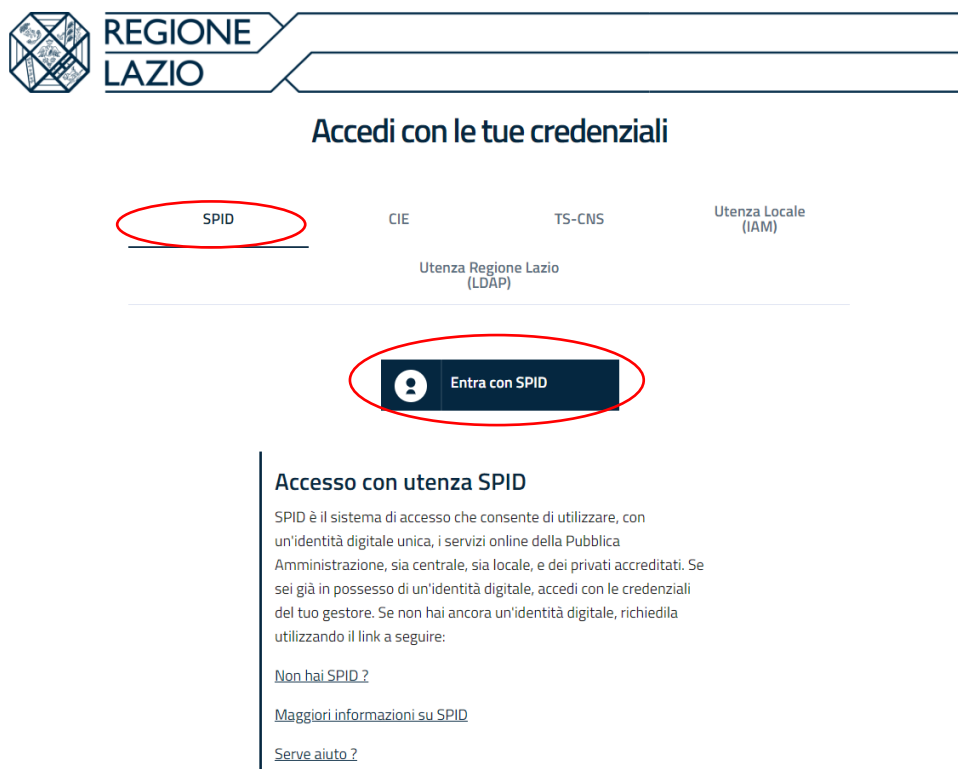 REGIONE
LAZIO
Accedi con le tue credenziali
SPID
CIE
TS-CNS
Utenza Locale
(IAM)
Utenza Regione Lazio
(LDAP)
Entra con SPID
Accesso con utenza SPID
SPID è il sistema di accesso che consente di utilizzare, con
un'identità digitale unica, i servizi online della Pubblica
Amministrazione, sia centrale, sia locale, e dei privati accreditati. Se
sei già in possesso di un'identità digitale, accedi con le credenziali
del tuo gestore. Se non hai ancora un'identità digitale, richiedila
utilizzando il link a seguire:
Non hai SPID ?
Maggiori informazioni su SPID
Serve aiuto ?